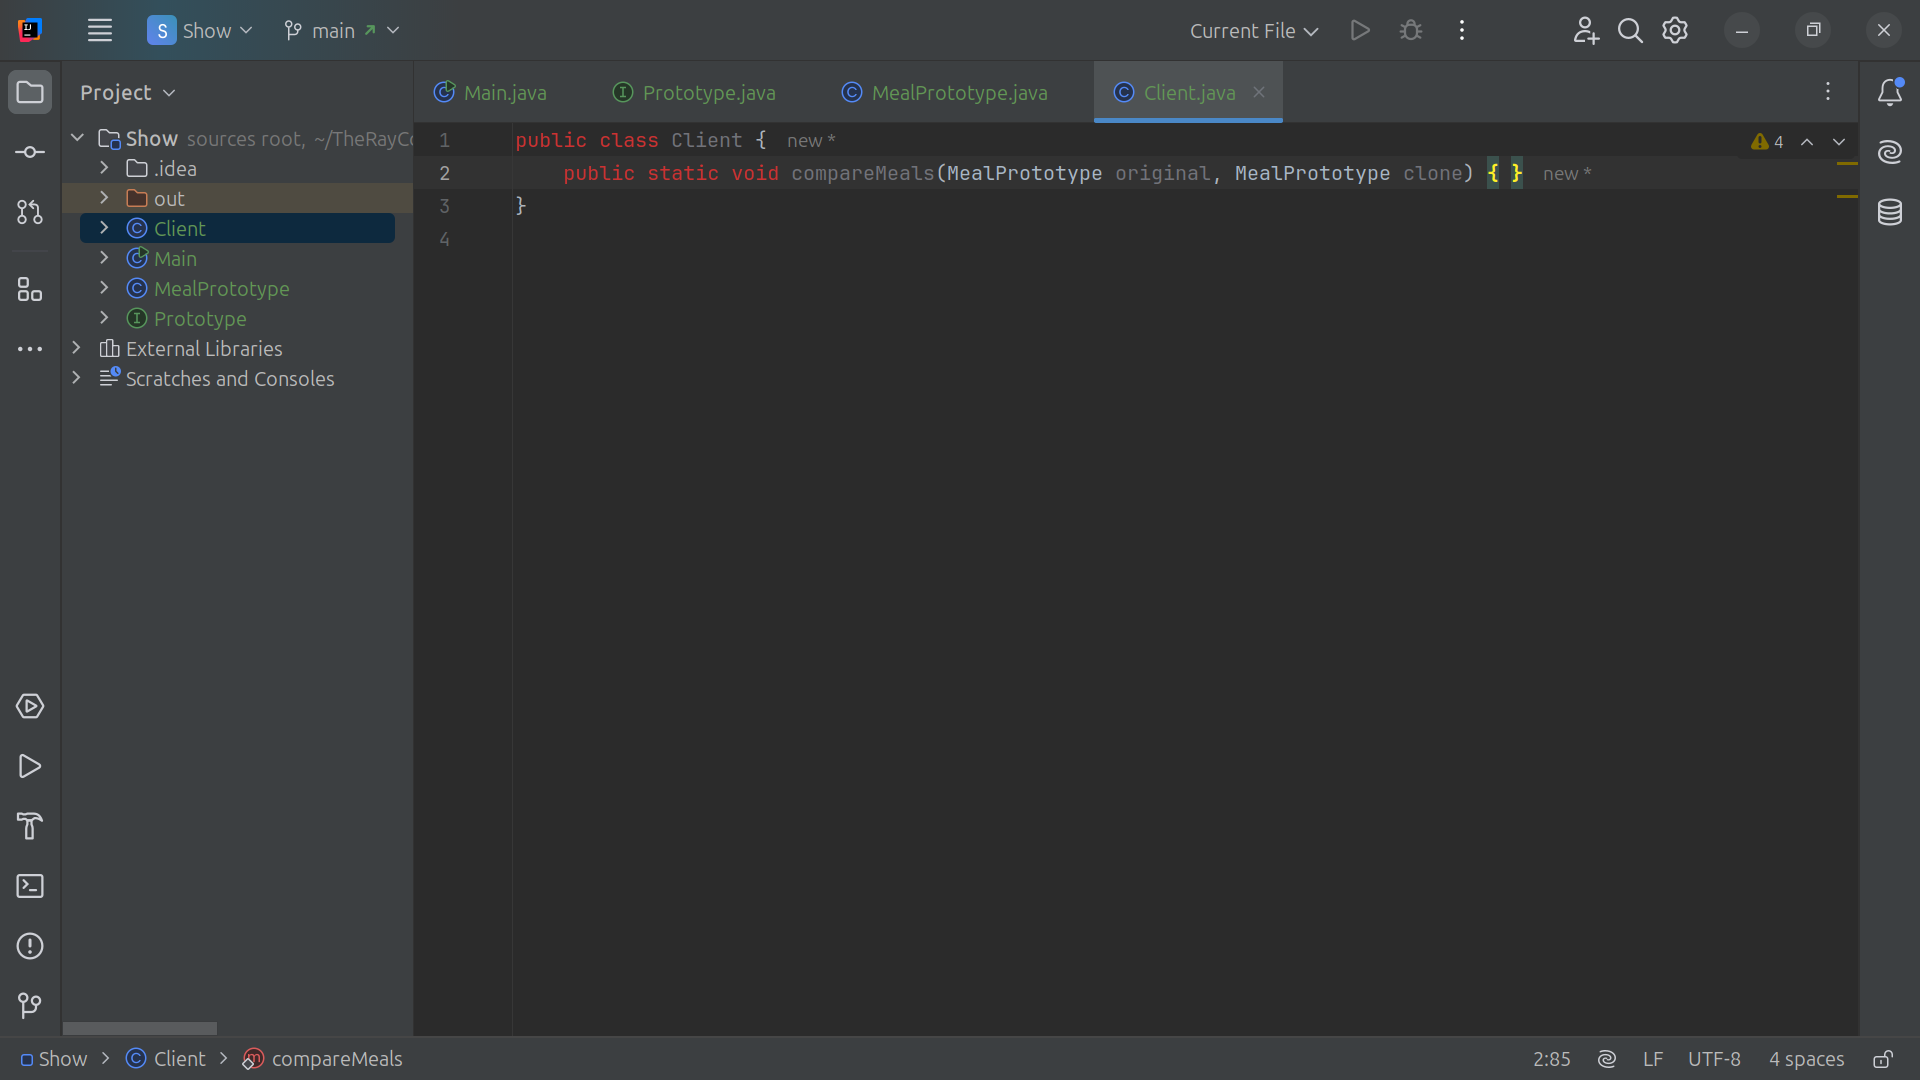 S Show main Current File
Project
Main.java Prototype.java MealPrototype.java Client.java
Show sources root, ~/TheRayCo
.idea
out
Client
Main
MealPrototype
Prototype
External Libraries
Scratches and Consoles
1 public class Client { new *
2 public static void compareMeals(MealPrototype original, MealPrototype clone) { } new *
3 }
4
4
Show > Client > compareMeals
2:85 LF UTF-8 4 spaces